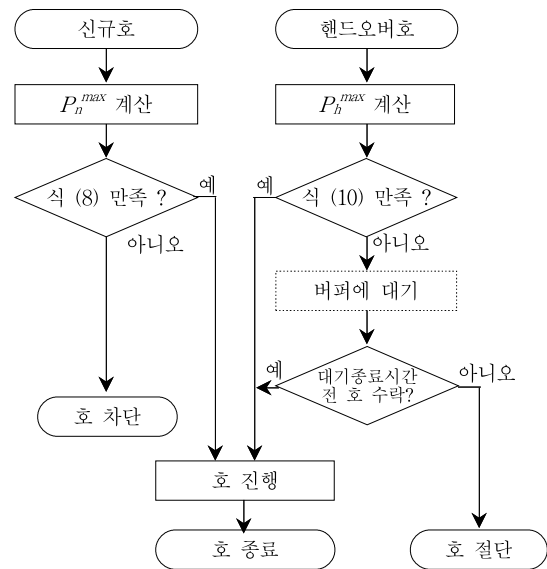 신규호
핸드오버호
P_n^max 계산
P_h^max 계산
식 (8) 만족 ?
예
예
식 (10) 만족 ?
아니오
아니오
버퍼에 대기
예
대기종료시간
전 호 수락?
아니오
호 차단
호 진행
호 종료
호 절단